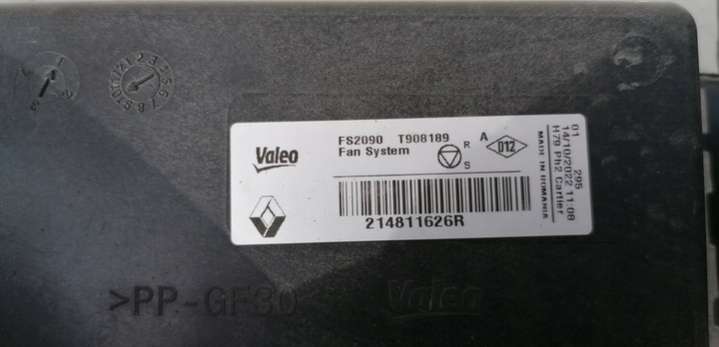 Valeo
FS2090 T908189
Fan System
R
S
A
D12
214811626R
01 295
14/10/2022 11:08
H79 Ph2 Cartier
MADE IN ROMANIA
>PP-GF30
Valeo